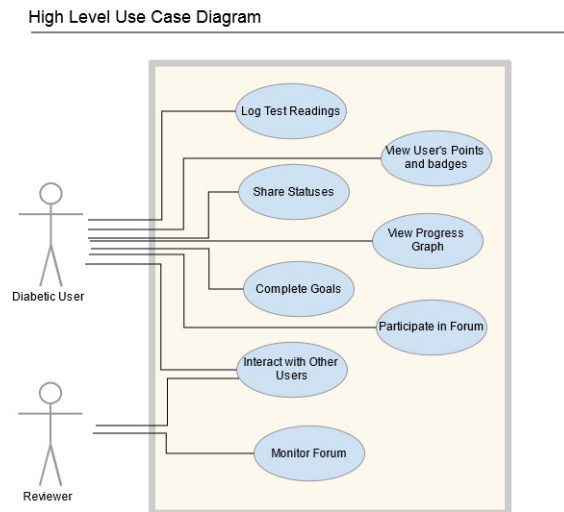 High Level Use Case Diagram
Log Test Readings
View User's Points
and badges
Share Statuses
View Progress
Graph
Diabetic User
Complete Goals
Participate in Forum
Interact with Other
Users
Monitor Forum
Reviewer